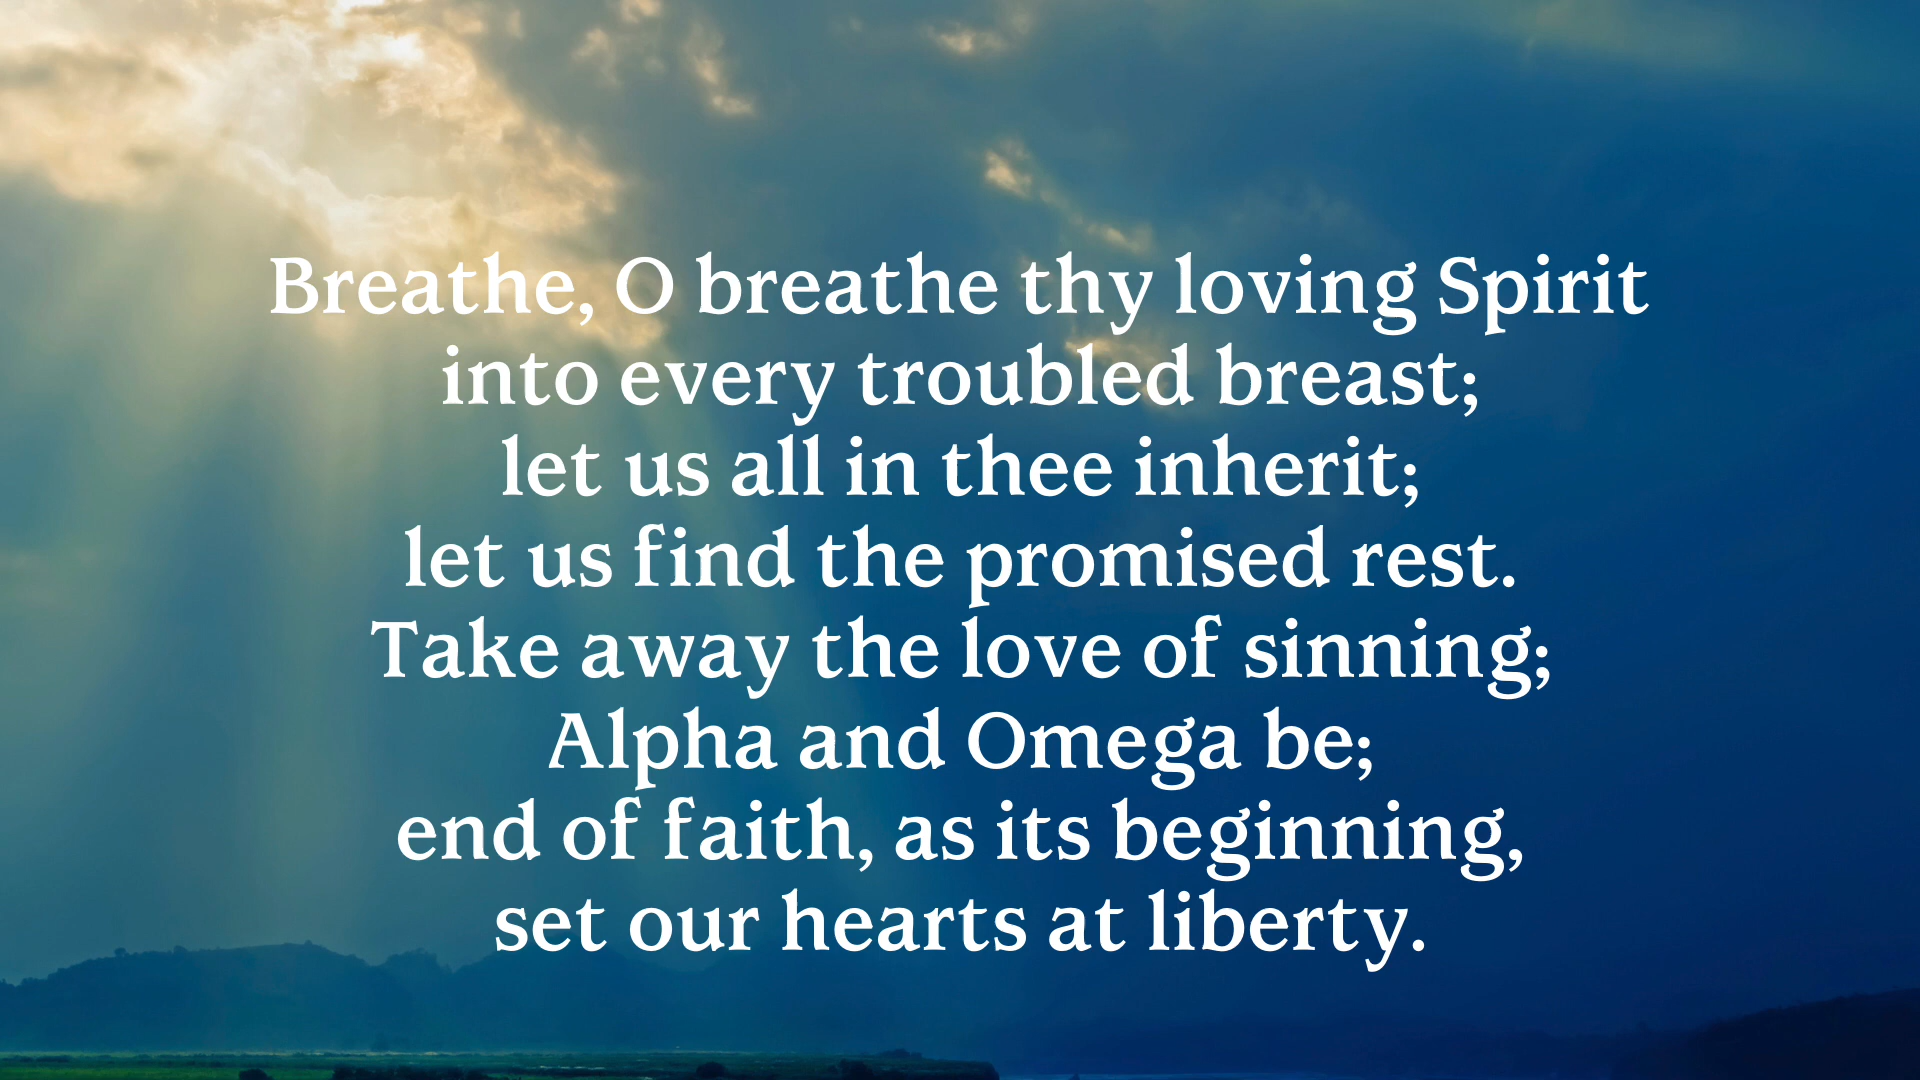 Breathe, O breathe thy loving Spirit
into every troubled breast;
let us all in thee inherit;
let us find the promised rest.
Take away the love of sinning;
Alpha and Omega be;
end of faith, as its beginning,
set our hearts at liberty.